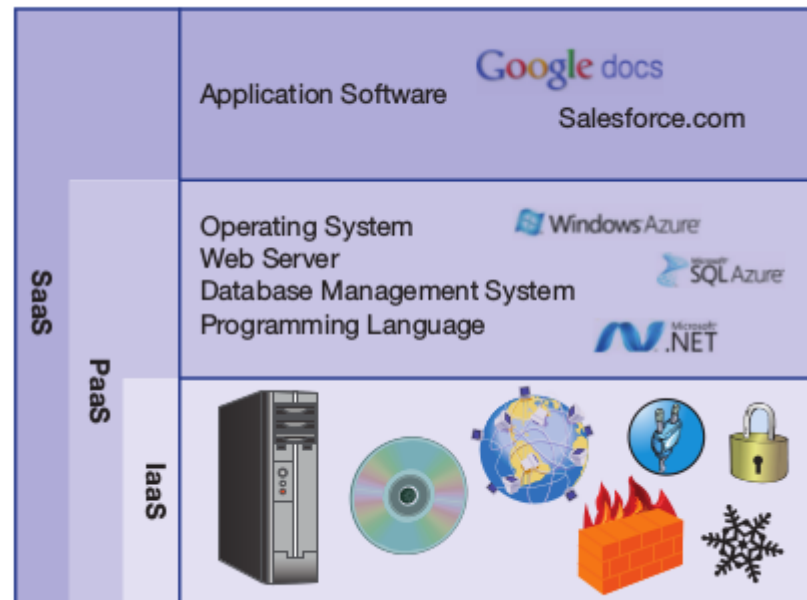 Application Software
Google docs
Salesforce.com
Operating System
Web Server
Database Management System
Programming Language
Windows Azure
Microsoft
SQL Azure
Microsoft
.NET
SaaS
PaaS
IaaS